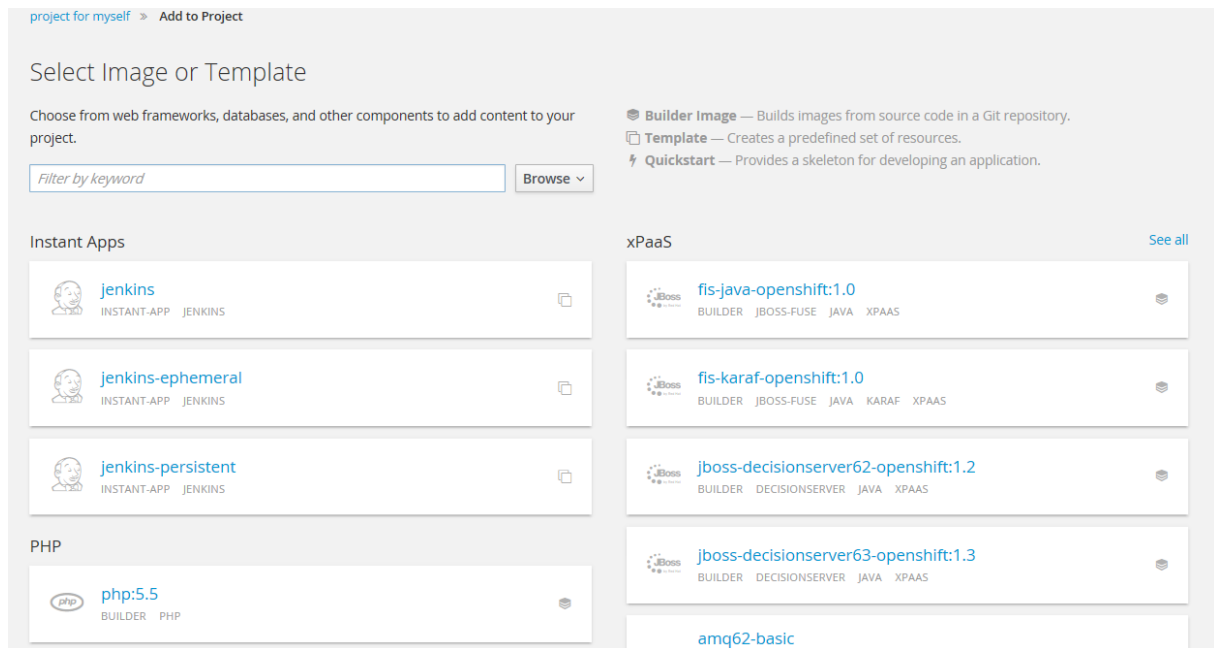 project for myself » Add to Project
Select Image or Template
Choose from web frameworks, databases, and other components to add content to your
project.
Filter by keyword
Browse
Builder Image — Builds images from source code in a Git repository.
Template — Creates a predefined set of resources.
Quickstart — Provides a skeleton for developing an application.
Instant Apps
jenkins
INSTANT-APP JENKINS
jenkins-ephemeral
INSTANT-APP JENKINS
jenkins-persistent
INSTANT-APP JENKINS
PHP
php
php:5.5
BUILDER PHP
xPaaS
See all
JBoss
fis-java-openshift:1.0
BUILDER JBOSS-FUSE JAVA XPAAS
JBoss
fis-karaf-openshift:1.0
BUILDER JBOSS-FUSE JAVA KARAF XPAAS
JBoss
jboss-decisionserver62-openshift:1.2
BUILDER DECISIONSERVER JAVA XPAAS
JBoss
jboss-decisionserver63-openshift:1.3
BUILDER DECISIONSERVER JAVA XPAAS
amq62-basic